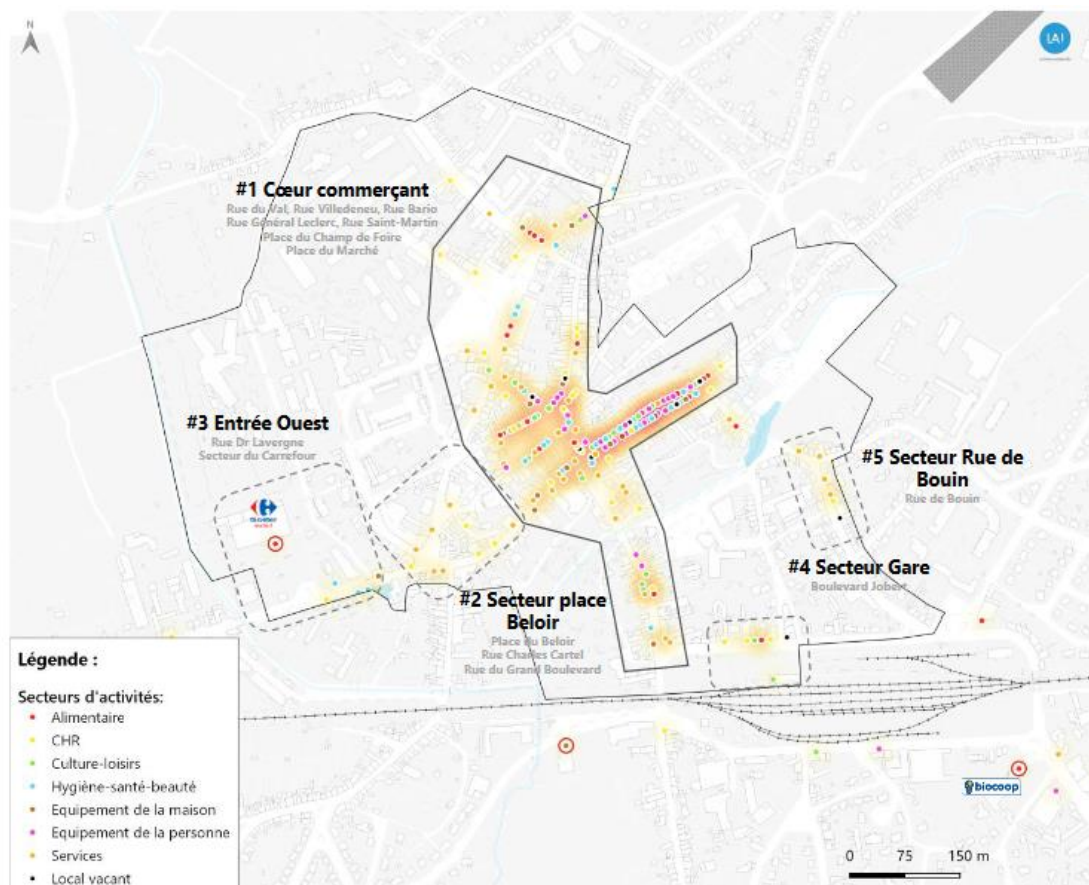 N
LAI
#1 Cœur commerçant
Rue du Val, Rue Villedeneu, Rue Bario
Rue Général Leclerc, Rue Saint-Martin
Place du Champ de Foire
Place du Marché
#3 Entrée Ouest
Rue Dr Lavergne
Secteur du Carrefour
#5 Secteur Rue de
Bouin
Rue de Bouin
#4 Secteur Gare
Boulevard Jobert
#2 Secteur place
Beloir
Place du Beloir
Rue Charles Cartel
Rue du Grand Boulevard
biocoop
Légende :
Secteurs d'activités:
Alimentaire
CHR
Culture-loisirs
Hygiène-santé-beauté
Equipement de la maison
Equipement de la personne
Services
Local vacant
0 75 150 m